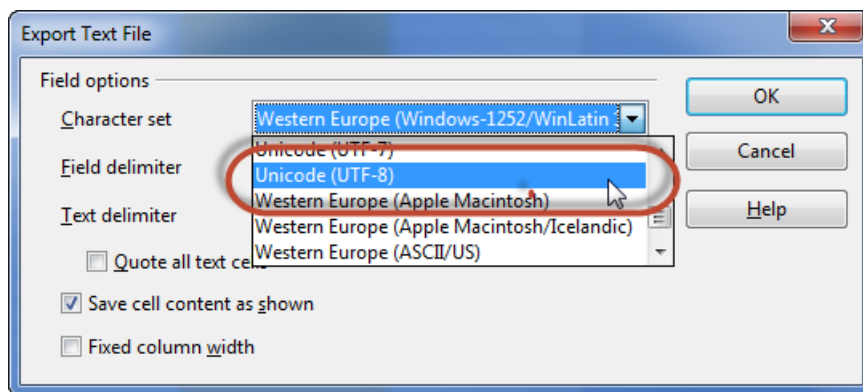 Export Text File
Field options
OK
Character set
Western Europe (Windows-1252/WinLatin
Unicode (UTF-7)
Cancel
Field delimiter
Unicode (UTF-8)
Western Europe (Apple Macintosh)
Text delimiter
Help
Western Europe (Apple Macintosh/Icelandic)
Western Europe (ASCII/US)
Quote all text
Save cell content as shown
Fixed column width